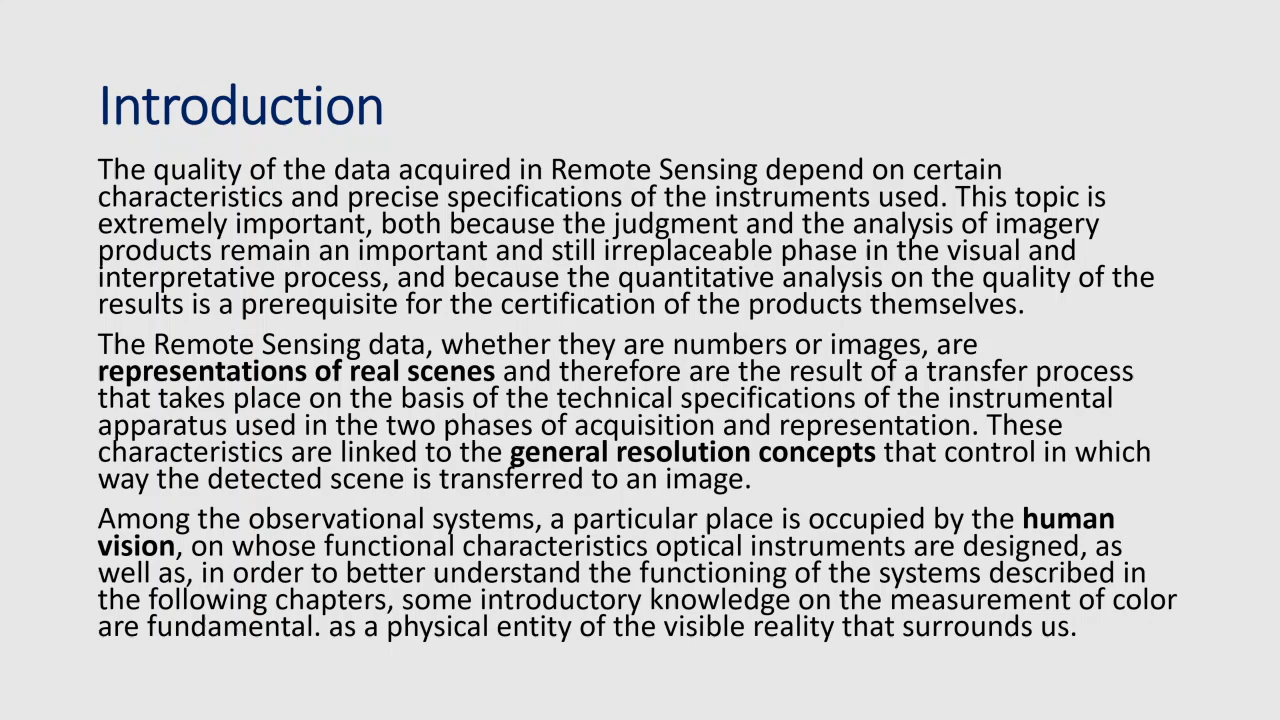 Introduction
The quality of the data acquired in Remote Sensing depend on certain
characteristics and precise specifications of the instruments used. This topic is
extremely important, both because the judgment and the analysis of imagery
products remain an important and still irreplaceable phase in the visual and
interpretative process, and because the quantitative analysis on the quality of the
results is a prerequisite for the certification of the products themselves.
The Remote Sensing data, whether they are numbers or images, are
representations of real scenes and therefore are the result of a transfer process
that takes place on the basis of the technical specifications of the instrumental
apparatus used in the two phases of acquisition and representation. These
characteristics are linked to the general resolution concepts that control in which
way the detected scene is transferred to an image.
Among the observational systems, a particular place is occupied by the human
vision, on whose functional characteristics optical instruments are designed, as
well as, in order to better understand the functioning of the systems described in
the following chapters, some introductory knowledge on the measurement of color
are fundamental. as a physical entity of the visible reality that surrounds us.